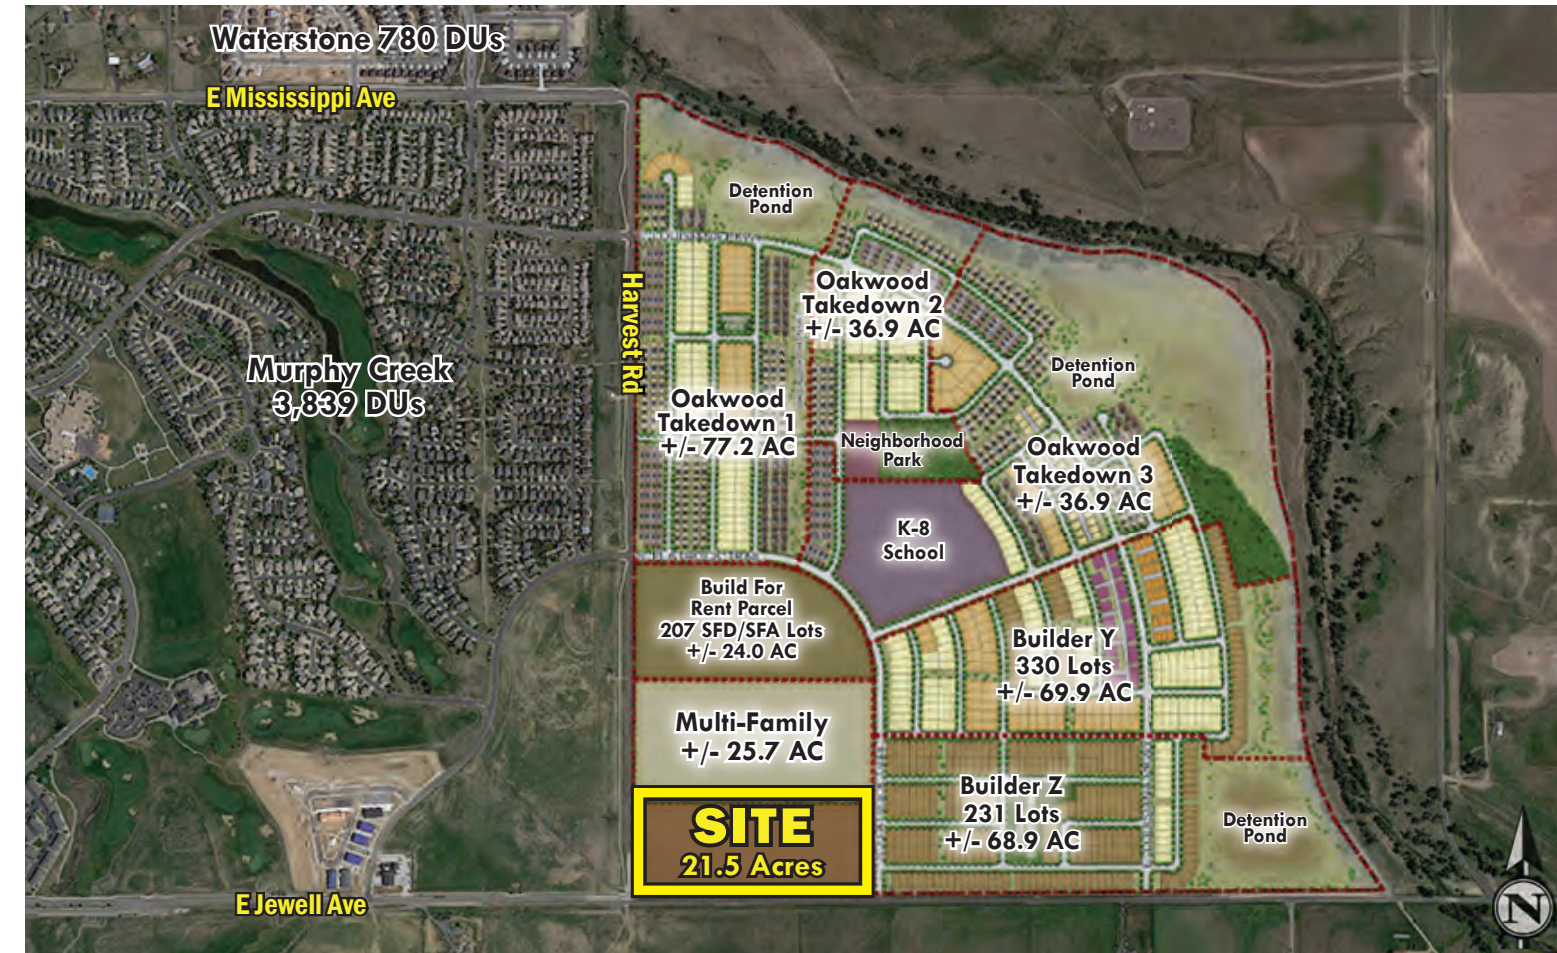 Waterstone 780 DUs
E Mississippi Ave
Detention
Pond
Harvest Rd
Oakwood
Takedown 2
+/- 36.9 AC
Murphy Creek
3,839 DUs
Detention
Pond
Oakwood
Takedown 1
+/- 77.2 AC
Neighborhood
Park
Oakwood
Takedown 3
+/- 36.9 AC
K-8
School
Build For
Rent Parcel
207 SFD/SFA Lots
+/- 24.0 AC
Builder Y
330 Lots
+/- 69.9 AC
Multi-Family
+/- 25.7 AC
SITE
21.5 Acres
Builder Z
231 Lots
+/- 68.9 AC
Detention
Pond
E Jewell Ave
N